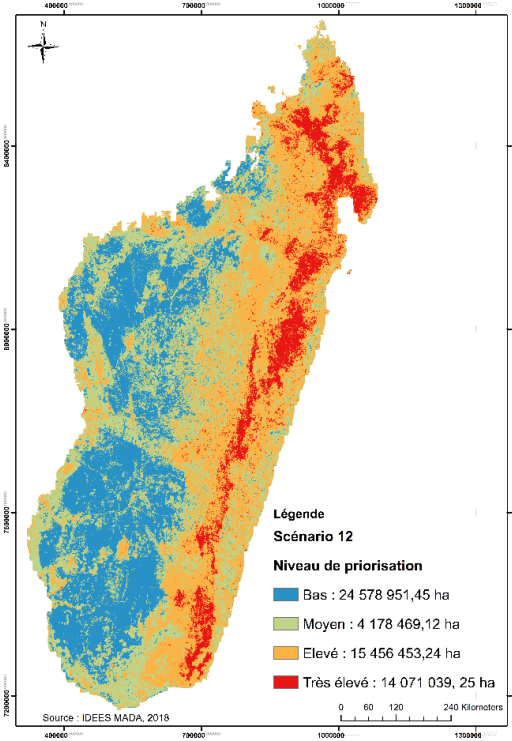 400000 700000 1000000 1300000
N
8400000
8000000
7500000
Légende
Scénario 12
Niveau de priorisation
Bas : 24 578 951,45 ha
Moyen : 4 178 469,12 ha
Elevé : 15 456 453,24 ha
Très élevé : 14 071 039, 25 ha
7200000
Source : IDEES MADA, 2018
0 60 120 240 Kilometers
400000 700000 1000000 1300000